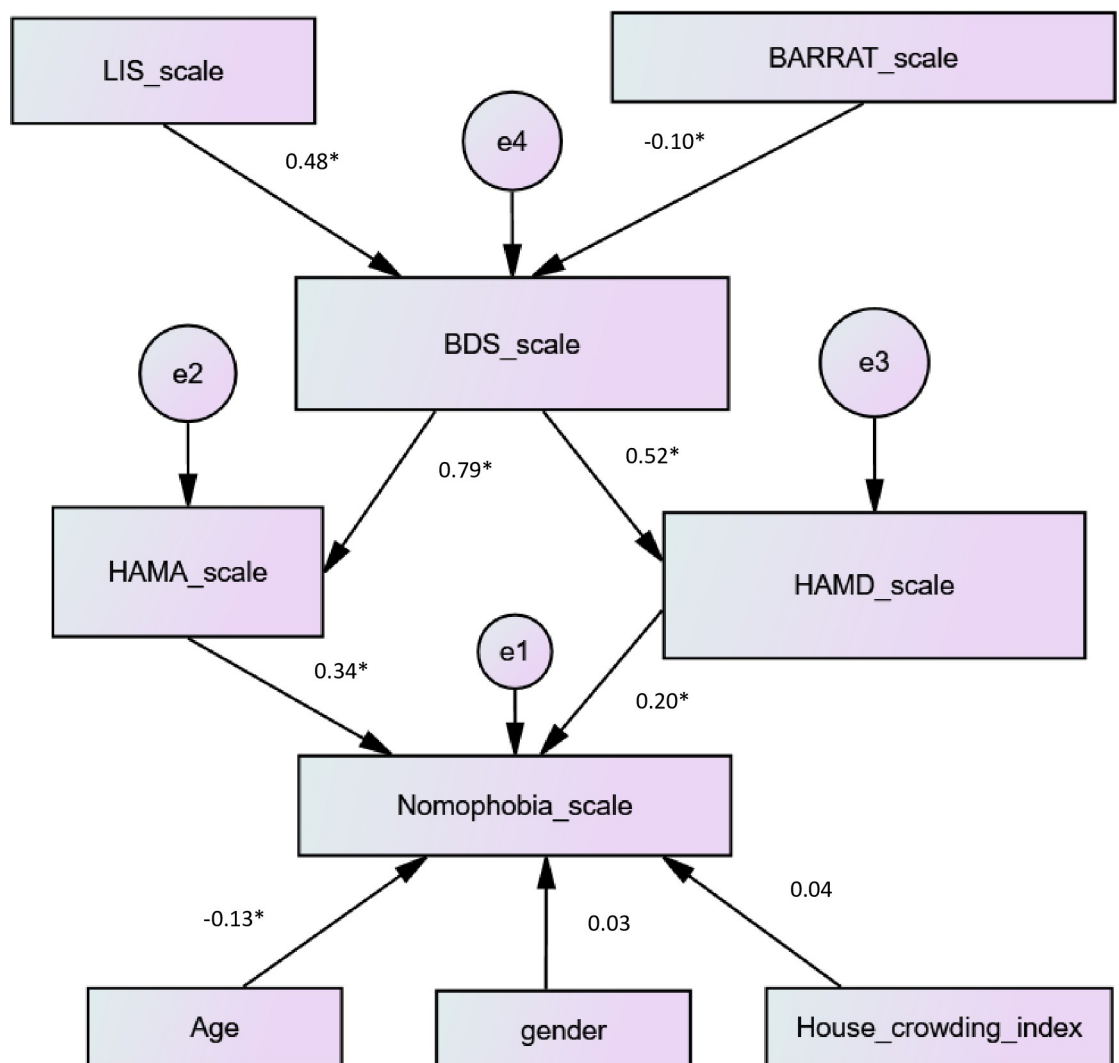 LIS_scale
BARRAT_scale
e4
0.48*
-0.10*
BDS_scale
e2
e3
0.79*
0.52*
HAMA_scale
HAMD_scale
e1
0.34*
0.20*
Nomophobia_scale
-0.13*
0.03
0.04
Age
gender
House_crowding_index